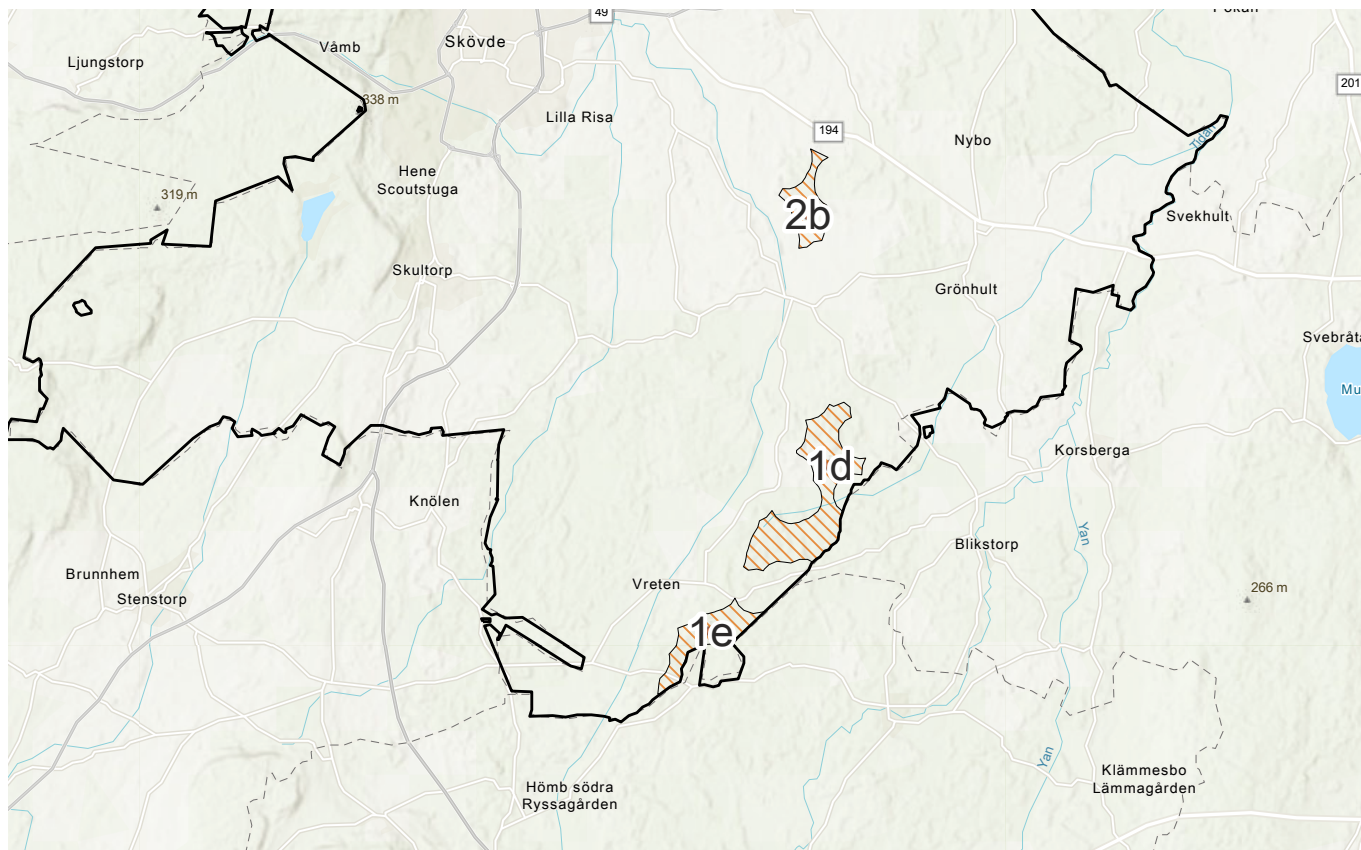 49
Våmb
Skövde
Ljungstorp
201
338 m
Lilla Risa
194
Nybo
Tidan
Hene
Scoutstuga
319 m
2b
Svekhult
Skultorp
Grönhult
Mu
1d
Korsberga
Knölen
Yan
Blikstorp
Brunnhem
Vreten
Stenstorp
266 m
1e
Yan
Klämmesbo
Lämmagården
Hömb södra
Ryssagården